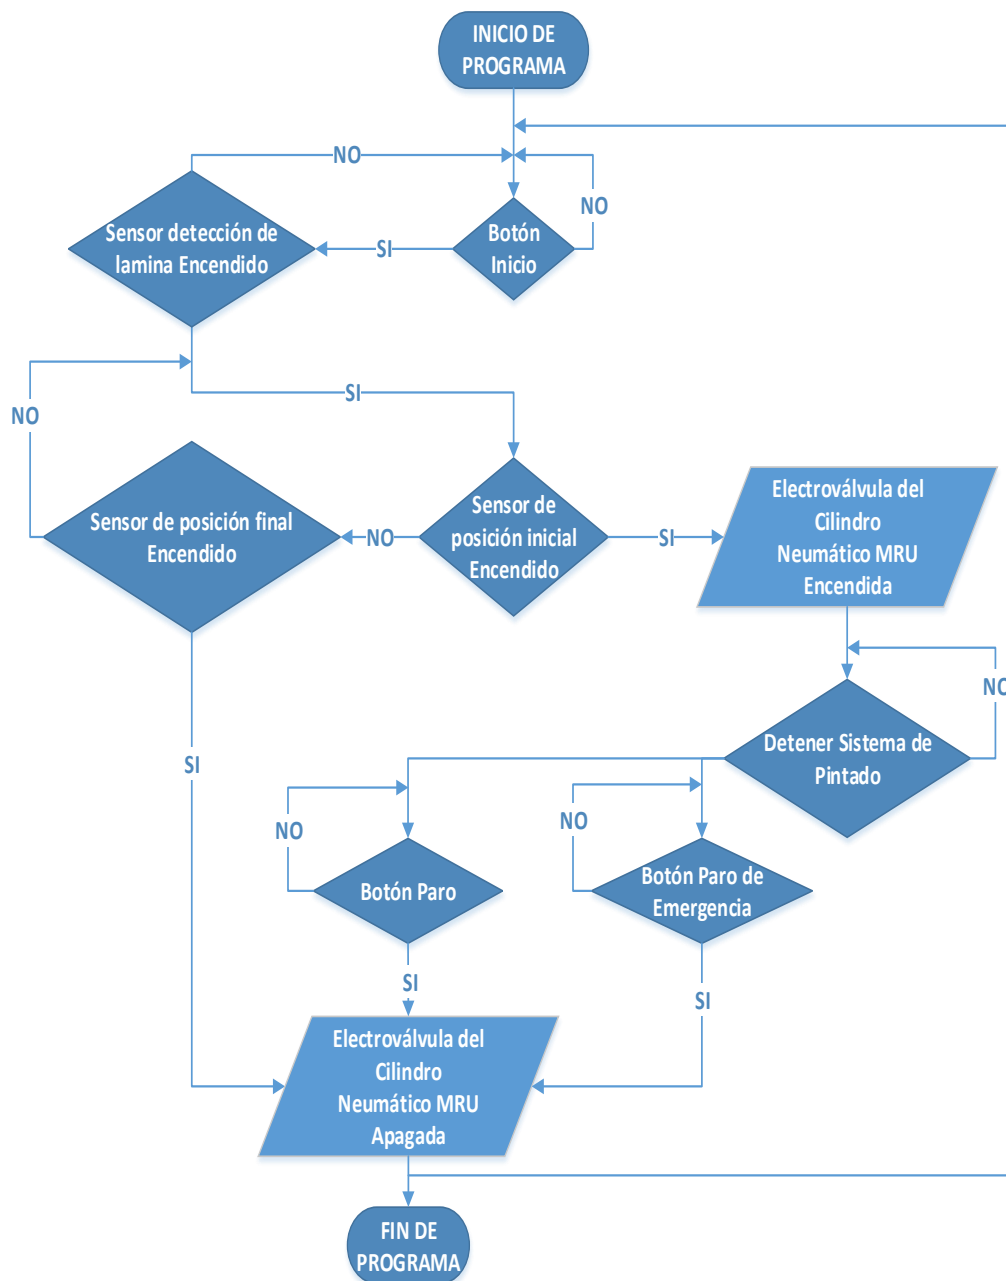 INICIO DE
PROGRAMA
NO
NO
Sensor detección de
lamina Encendido
SI
Botón
Inicio
SI
NO
Sensor de posición final
Encendido
NO
Sensor de
posición inicial
Encendido
SI
Electroválvula del
Cilindro
Neumático MRU
Encendida
NO
Detener Sistema de
Pintado
SI
NO
NO
Botón Paro
Botón Paro de
Emergencia
SI
SI
Electroválvula del
Cilindro
Neumático MRU
Apagada
FIN DE
PROGRAMA